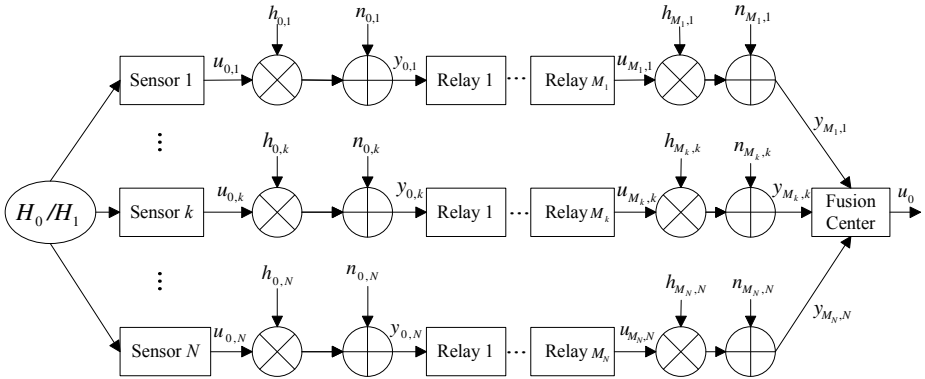 h_{0,1} n_{0,1} h_{M_1,1} n_{M_1,1}
Sensor 1 u_{0,1} y_{0,1} Relay 1 ... Relay M_1 u_{M_1,1}
y_{M_1,1}
⋮ h_{0,k} n_{0,k} h_{M_k,k} n_{M_k,k}
H_0/H_1 Sensor k u_{0,k} y_{0,k} Relay 1 ... Relay M_k u_{M_k,k} y_{M_k,k} Fusion Center u_0
⋮ h_{0,N} n_{0,N} h_{M_N,N} n_{M_N,N}
y_{M_N,N}
Sensor N u_{0,N} y_{0,N} Relay 1 ... Relay M_N u_{M_N,N}